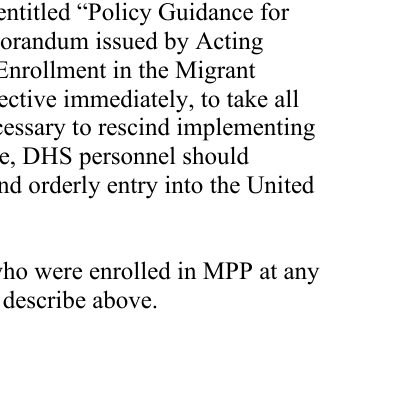 entitled “Policy Guidance for
orandum issued by Acting
Enrollment in the Migrant
ective immediately, to take all
cessary to rescind implementing
e, DHS personnel should
nd orderly entry into the United
who were enrolled in MPP at any
describe above.